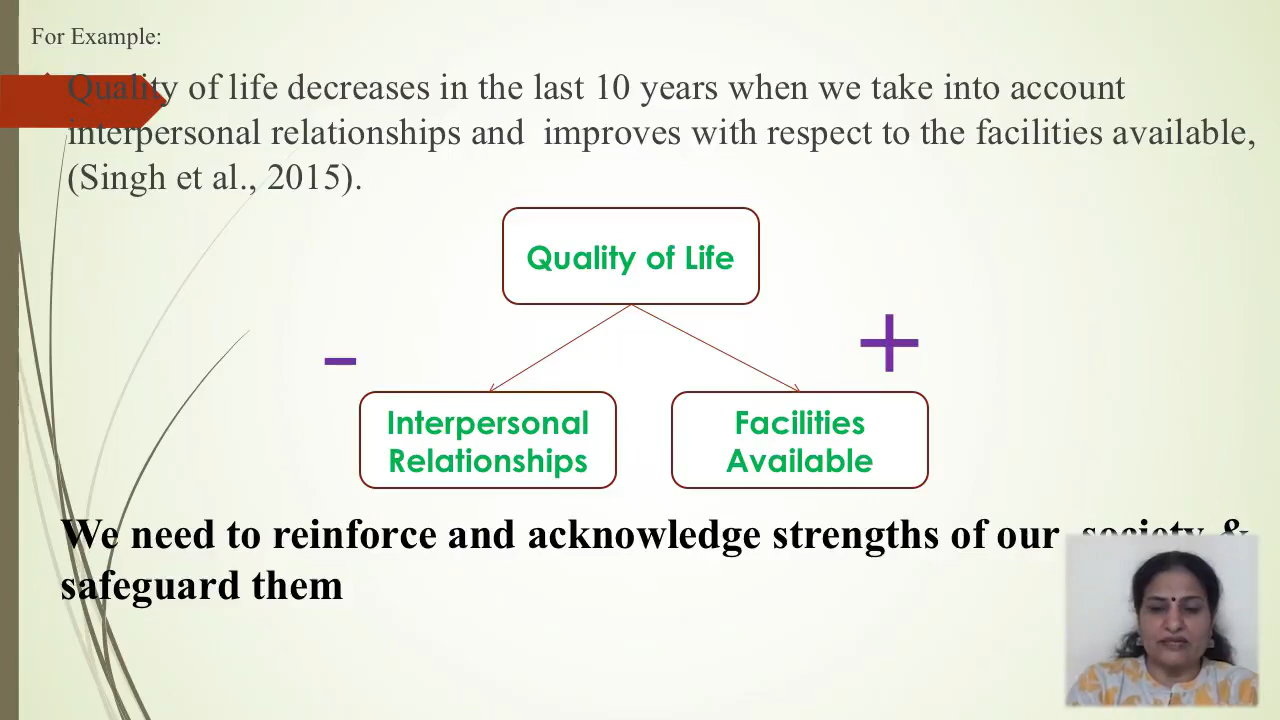 For Example:
Quality of life decreases in the last 10 years when we take into account
interpersonal relationships and improves with respect to the facilities available,
(Singh et al., 2015).
Quality of Life
-
+
Interpersonal
Relationships
Facilities
Available
We need to reinforce and acknowledge strengths of our society &
safeguard them